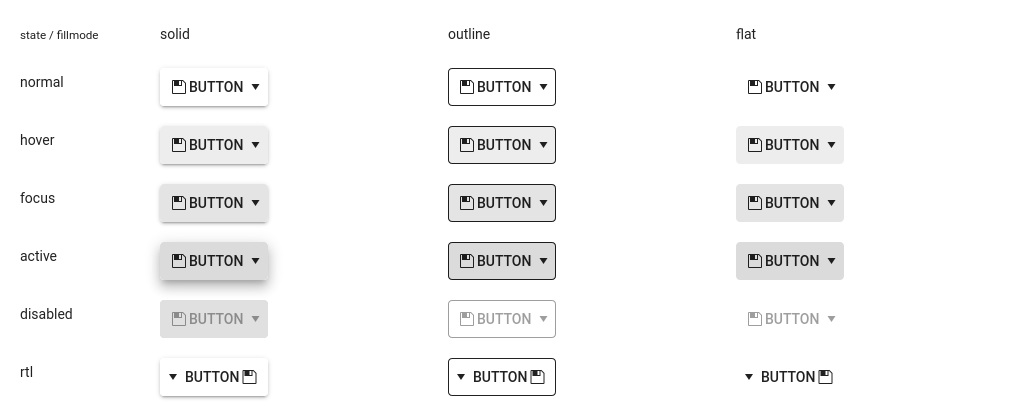 state / fillmode solid outline flat
normal BUTTON BUTTON BUTTON
hover BUTTON BUTTON BUTTON
focus BUTTON BUTTON BUTTON
active BUTTON BUTTON BUTTON
disabled BUTTON BUTTON BUTTON
rtl BUTTON BUTTON BUTTON